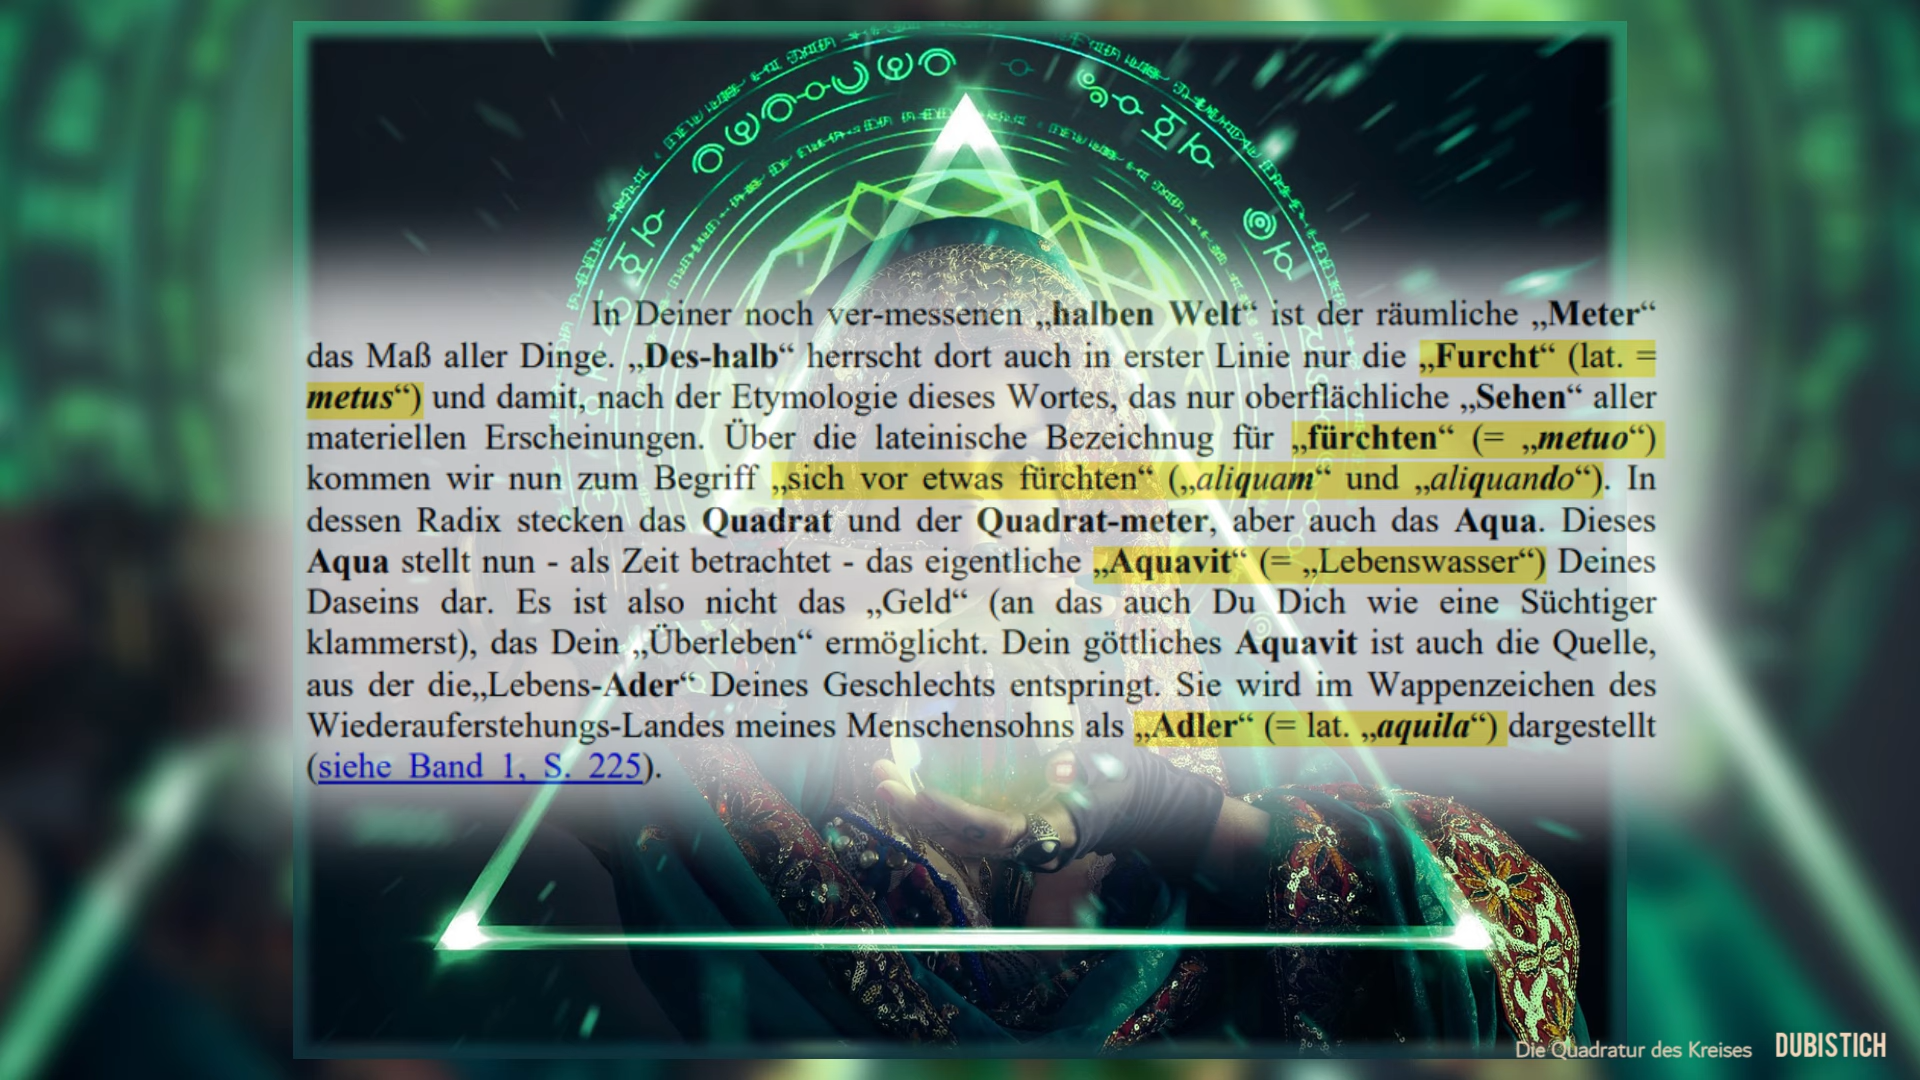 In Deiner noch ver-messenen „halben Welt“ ist der räumliche „Meter“
das Maß aller Dinge. „Des-halb“ herrscht dort auch in erster Linie nur die „Furcht“ (lat. =
metus“) und damit, nach der Etymologie dieses Wortes, das nur oberflächliche „Sehen“ aller
materiellen Erscheinungen. Über die lateinische Bezeichnug für „fürchten“ (= „metuo“)
kommen wir nun zum Begriff „sich vor etwas fürchten“ („aliquam“ und „aliquando“). In
dessen Radix stecken das Quadrat und der Quadrat-meter, aber auch das Aqua. Dieses
Aqua stellt nun - als Zeit betrachtet - das eigentliche „Aquavit“ (= „Lebenswasser“) Deines
Daseins dar. Es ist also nicht das „Geld“ (an das auch Du Dich wie eine Süchtiger
klammerst), das Dein „Überleben“ ermöglicht. Dein göttliches Aquavit ist auch die Quelle,
aus der die„Lebens-Ader“ Deines Geschlechts entspringt. Sie wird im Wappenzeichen des
Wiederauferstehungs-Landes meines Menschensohns als „Adler“ (= lat. „aquila“) dargestellt
(siehe Band 1, S. 225).
Die Quadratur des Kreises DUBISTICH